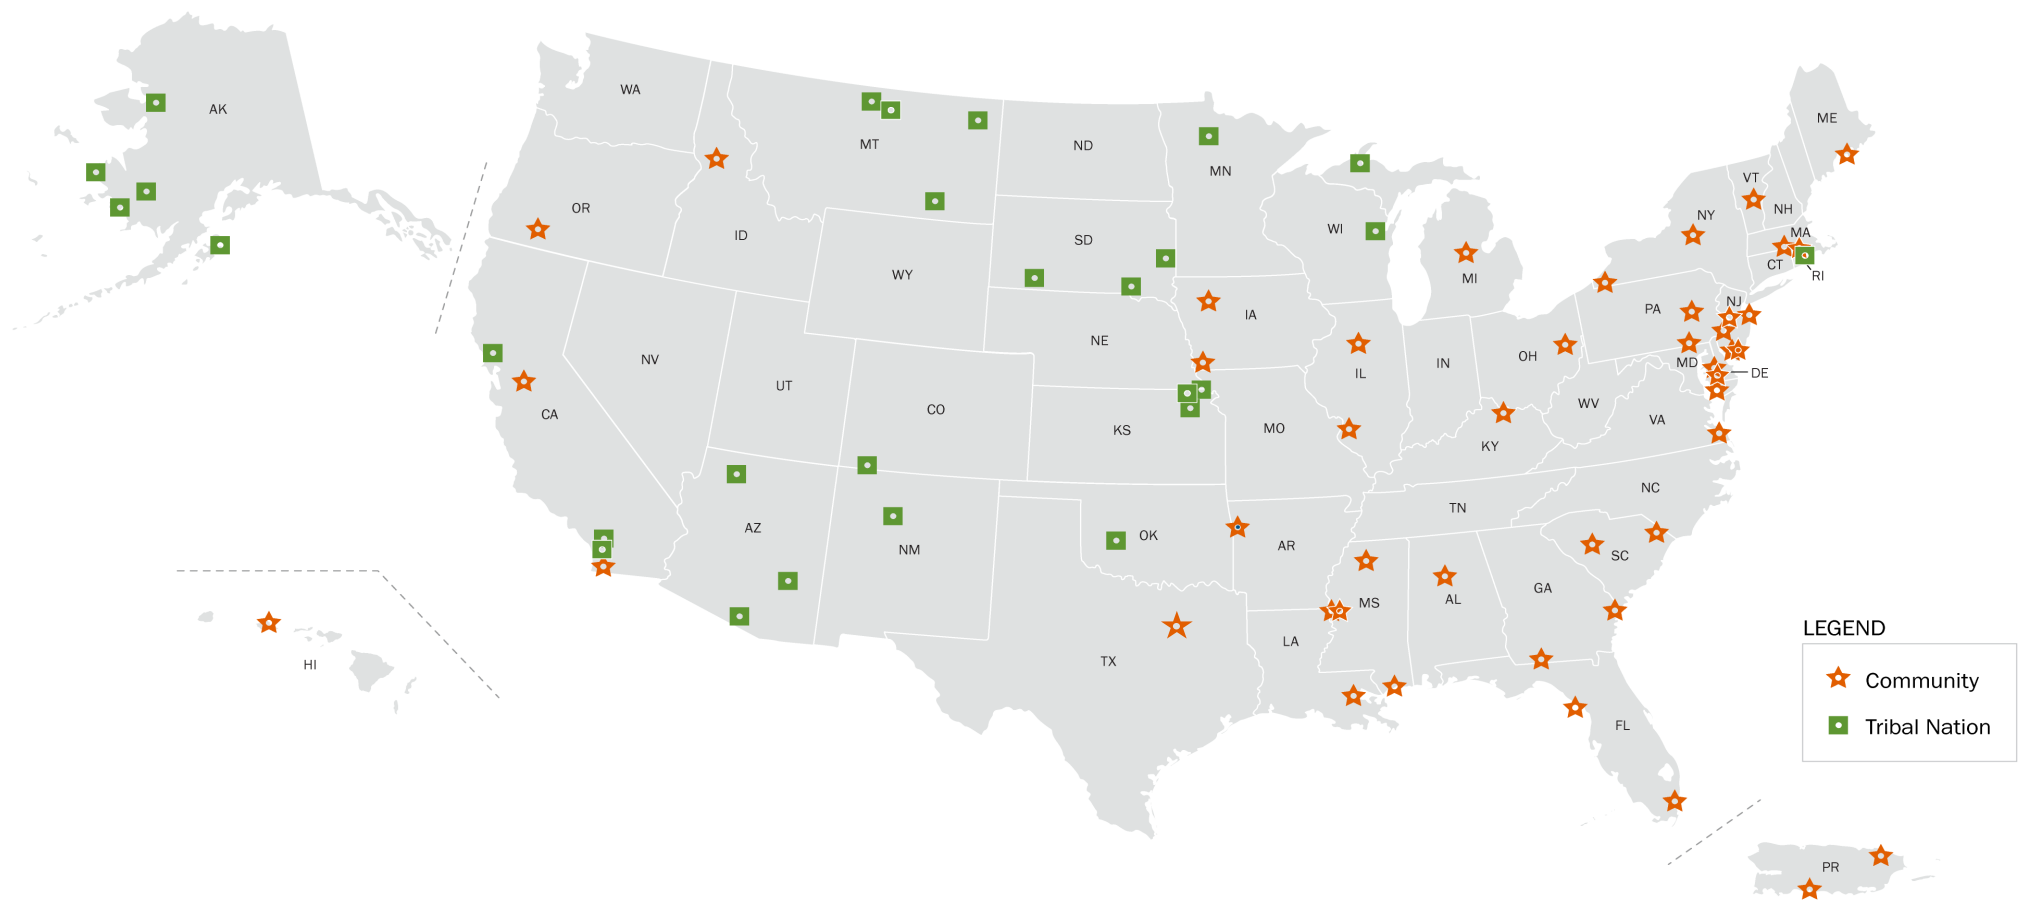 WA
AK
ME
MT
ND
MN
VT
OR
NY
NH
ID
SD
WI
MA
CT
RI
WY
MI
NJ
PA
IA
NE
NV
UT
OH
IN
IL
MD
DE
CO
CA
KS
MO
WV
VA
KY
NC
TN
AZ
NM
OK
AR
SC
GA
MS
AL
LEGEND
LA
TX
HI
Community
FL
Tribal Nation
PR